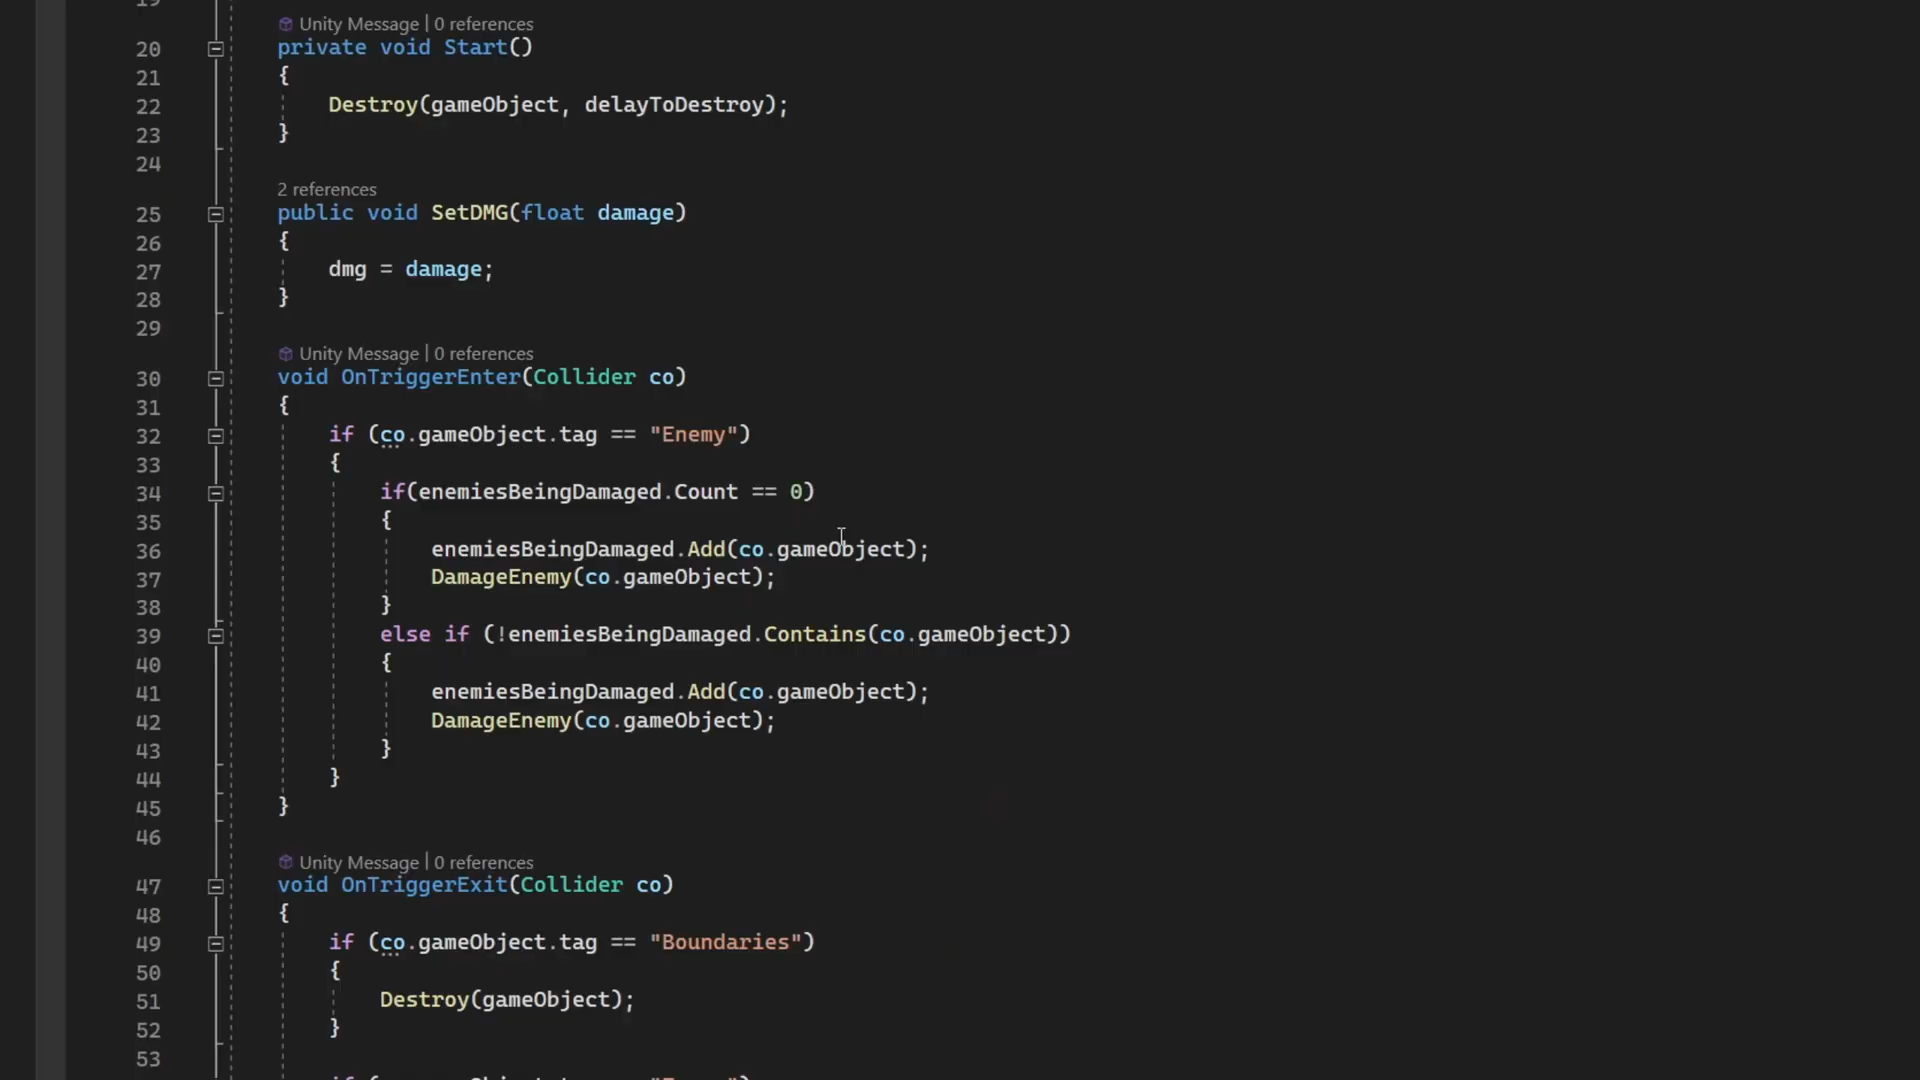 19
Unity Message | 0 references
20 private void Start()
21 {
22 Destroy(gameObject, delayToDestroy);
23 }
24
2 references
25 public void SetDMG(float damage)
26 {
27 dmg = damage;
28 }
29
Unity Message | 0 references
30 void OnTriggerEnter(Collider co)
31 {
32 if (co.gameObject.tag == "Enemy")
33 {
34 if(enemiesBeingDamaged.Count == 0)
35 {
36 enemiesBeingDamaged.Add(co.gameObject);
37 DamageEnemy(co.gameObject);
38 }
39 else if (!enemiesBeingDamaged.Contains(co.gameObject))
40 {
41 enemiesBeingDamaged.Add(co.gameObject);
42 DamageEnemy(co.gameObject);
43 }
44 }
45 }
46
Unity Message | 0 references
47 void OnTriggerExit(Collider co)
48 {
49 if (co.gameObject.tag == "Boundaries")
50 {
51 Destroy(gameObject);
52 }
53